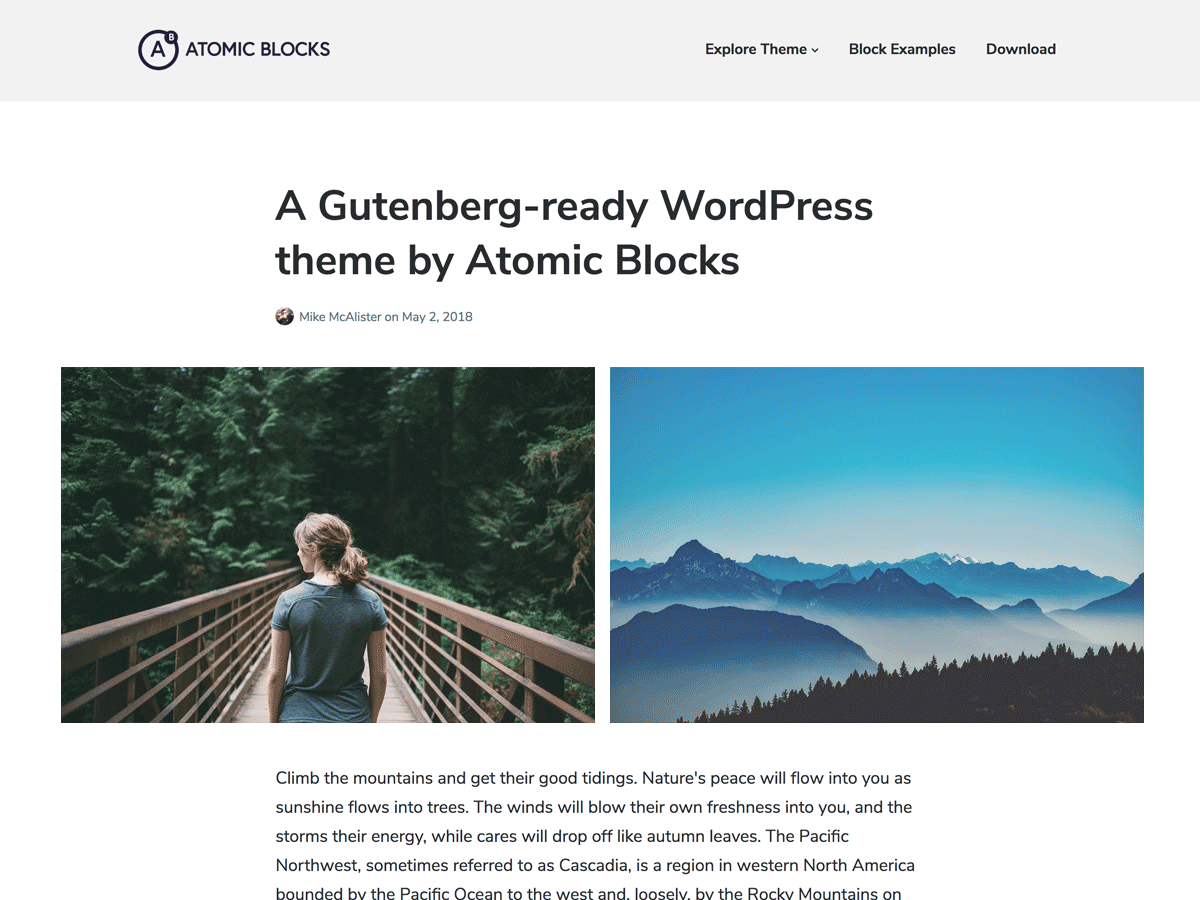 A B ATOMIC BLOCKS
Explore Theme Block Examples Download
A Gutenberg-ready WordPress
theme by Atomic Blocks
Mike McAlister on May 2, 2018
Climb the mountains and get their good tidings. Nature's peace will flow into you as
sunshine flows into trees. The winds will blow their own freshness into you, and the
storms their energy, while cares will drop off like autumn leaves. The Pacific
Northwest, sometimes referred to as Cascadia, is a region in western North America
bounded by the Pacific Ocean to the west and, loosely, by the Rocky Mountains on